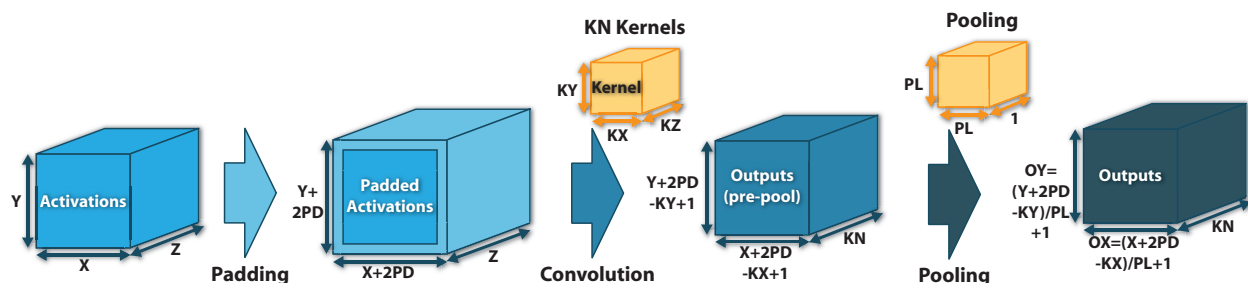 KN Kernels
Pooling
KY
Kernel
KX
KZ
PL
PL
1
Y
Activations
X
Z
Padding
Y+
2PD
Padded
Activations
X+2PD
Z
Convolution
Y+2PD
-KY+1
Outputs
(pre-pool)
X+2PD
-KX+1
KN
Pooling
OY=
(Y+2PD
-KY)/PL
+1
Outputs
OX=(X+2PD
-KX)/PL+1
KN